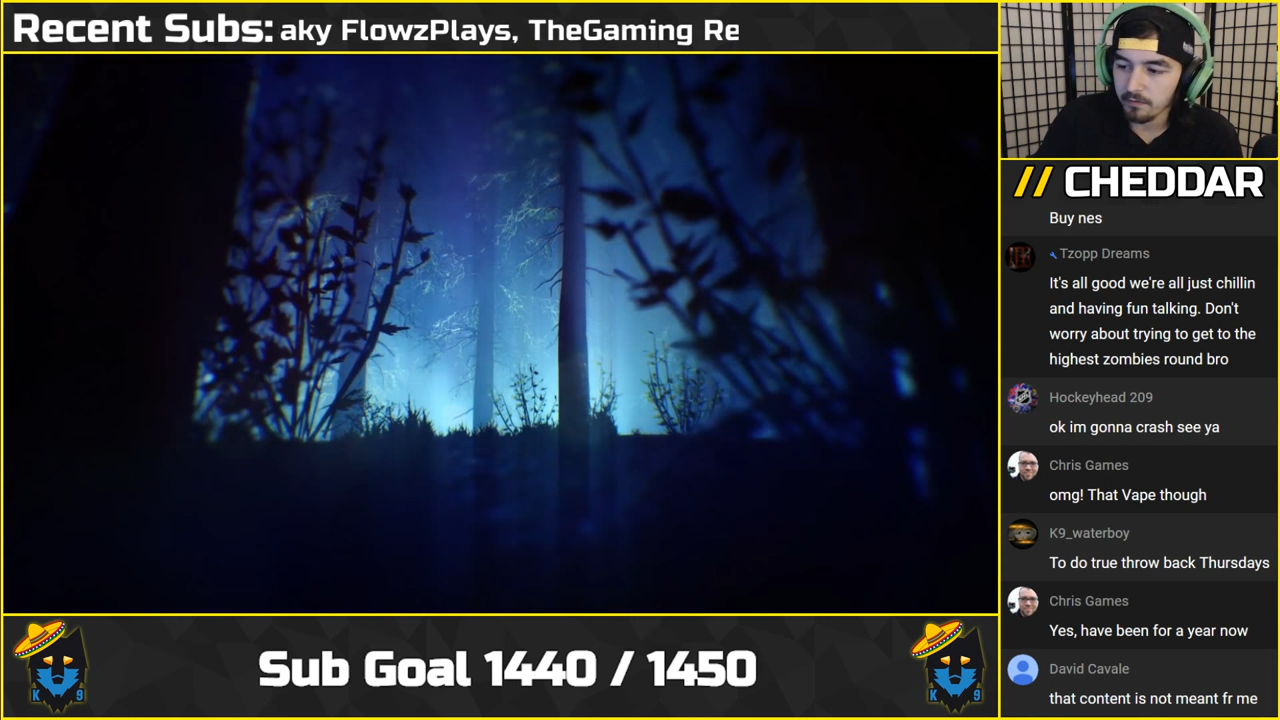 Recent Subs: aky FlowzPlays, TheGaming Re
// CHEDDAR
Buy nes
Tzopp Dreams
It's all good we're all just chillin
and having fun talking. Don't
worry about trying to get to the
highest zombies round bro
Hockeyhead 209
ok im gonna crash see ya
Chris Games
omg! That Vape though
K9_waterboy
To do true throw back Thursdays
Chris Games
Yes, have been for a year now
David Cavale
that content is not meant fr me
K 9
Sub Goal 1440 / 1450
K 9